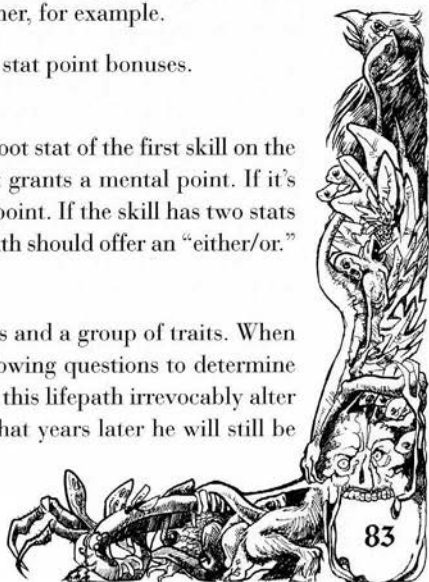 ner, for example.
stat point bonuses.
oot stat of the first skill on the
t grants a mental point. If it's
point. If the skill has two stats
th should offer an “either/or.”
s and a group of traits. When
owing questions to determine
this lifepath irrevocably alter
hat years later he will still be
83